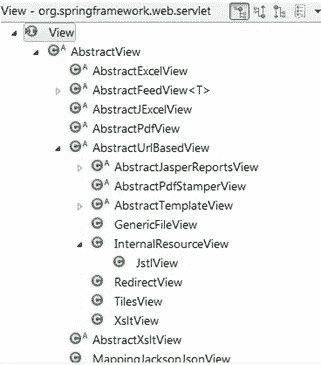 View - org.springframework.web.servlet
View
AbstractView
AbstractExcelView
AbstractFeedView<T>
AbstractJExcelView
AbstractPdfView
AbstractUrlBasedView
AbstractJasperReportsView
AbstractPdfStamperView
AbstractTemplateView
GenericFileView
InternalResourceView
JstlView
RedirectView
TilesView
XsltView
AbstractXsltView
MappingJacksonJsonView